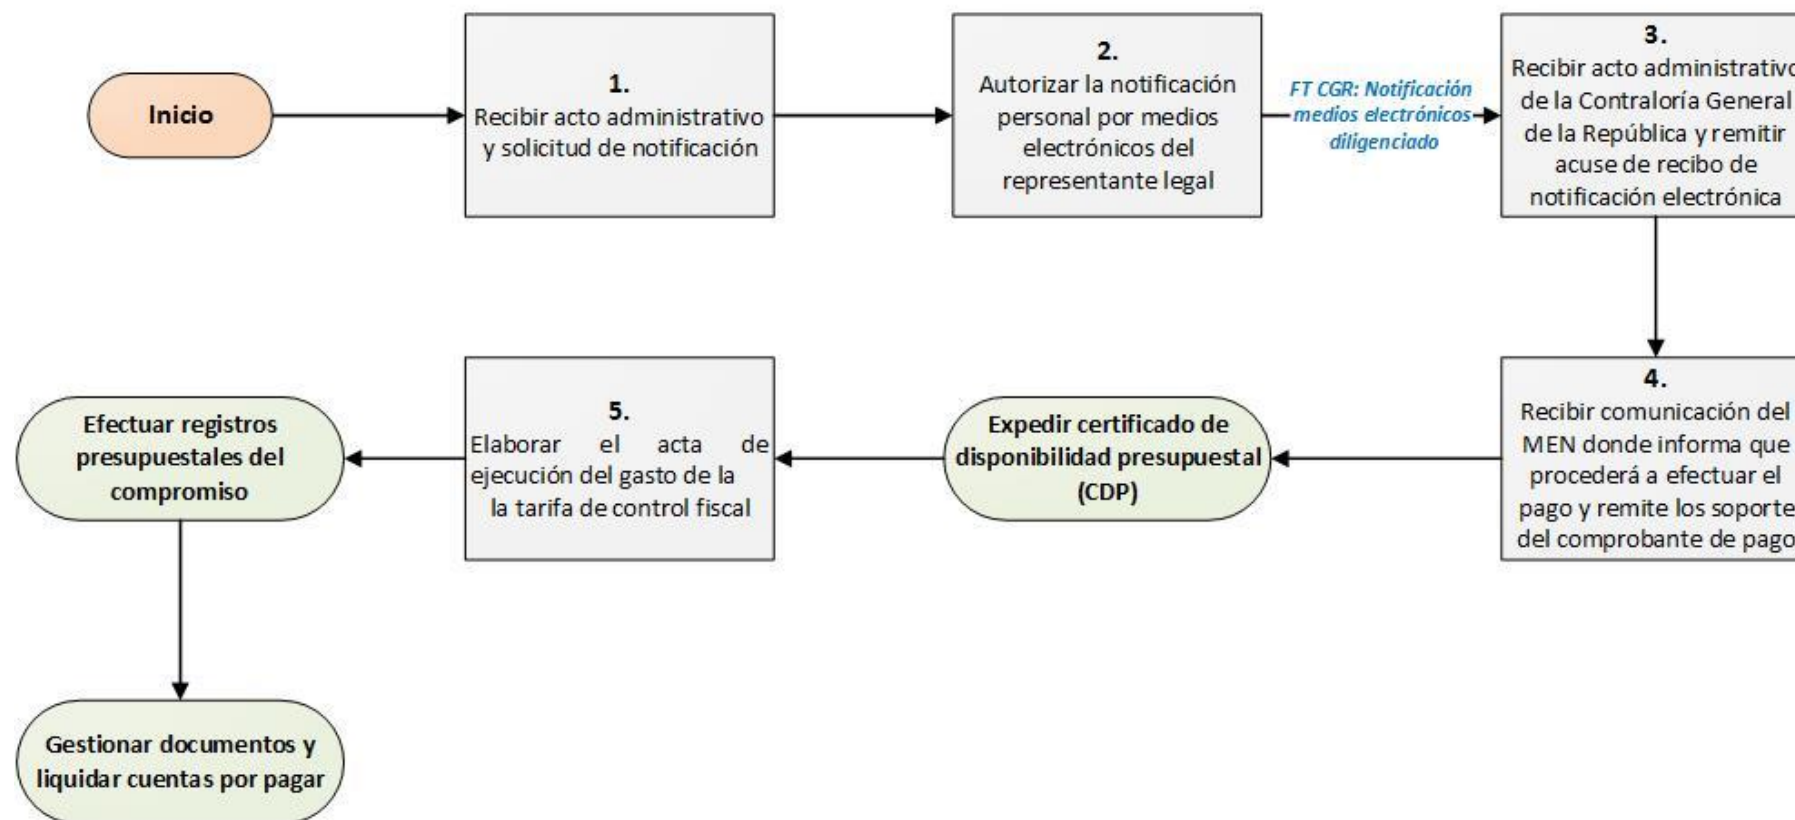 Inicio
1.
Recibir acto administrativo
y solicitud de notificación
2.
Autorizar la notificación
personal por medios
electrónicos del
representante legal
FT CGR: Notificación
medios electrónicos
diligenciado
3.
Recibir acto administrativo
de la Contraloría General
de la República y remitir
acuse de recibo de
notificación electrónica
4.
Recibir comunicación del
MEN donde informa que
procederá a efectuar el
pago y remite los soporte
del comprobante de pago
Expedir certificado de
disponibilidad presupuestal
(CDP)
5.
Elaborar el acta de
ejecución del gasto de la
la tarifa de control fiscal
Efectuar registros
presupuestales del
compromiso
Gestionar documentos y
liquidar cuentas por pagar